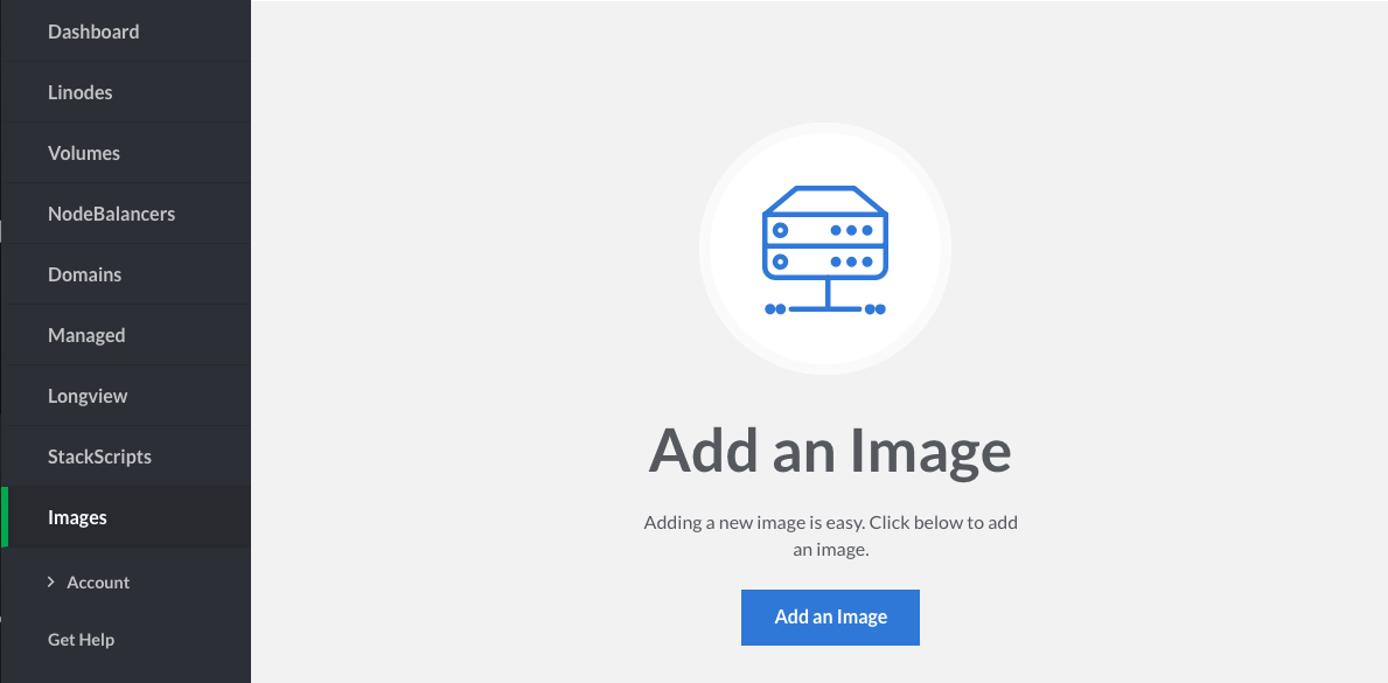 Dashboard
Linodes
Volumes
NodeBalancers
Domains
Managed
Longview
StackScripts
Images
Account
Get Help
Add an Image
Adding a new image is easy. Click below to add
an image.
Add an Image